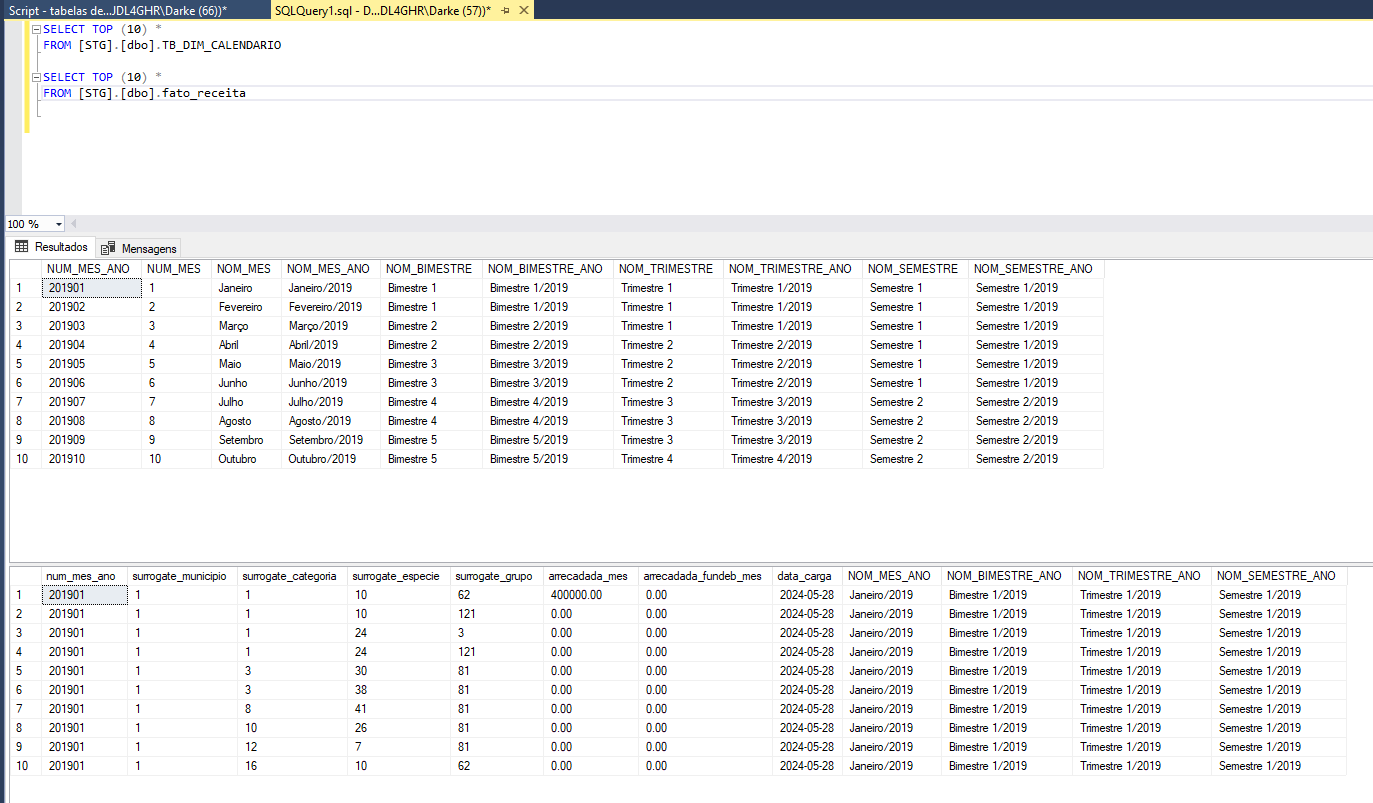 Script - tabelas de...JDL4GHR\Darke (66))*
SQLQuery1.sql - D...DL4GHR\Darke (57))*
SELECT TOP (10) *
FROM [STG].[dbo].TB_DIM_CALENDARIO
SELECT TOP (10) *
FROM [STG].[dbo].fato_receita
100 %
Resultados Mensagens
NUM_MES_ANO NUM_MES NOM_MES NOM_MES_ANO NOM_BIMESTRE NOM_BIMESTRE_ANO NOM_TRIMESTRE NOM_TRIMESTRE_ANO NOM_SEMESTRE NOM_SEMESTRE_ANO
1 201901 1 Janeiro Janeiro/2019 Bimestre 1 Bimestre 1/2019 Trimestre 1 Trimestre 1/2019 Semestre 1 Semestre 1/2019
2 201902 2 Fevereiro Fevereiro/2019 Bimestre 1 Bimestre 1/2019 Trimestre 1 Trimestre 1/2019 Semestre 1 Semestre 1/2019
3 201903 3 Março Março/2019 Bimestre 2 Bimestre 2/2019 Trimestre 1 Trimestre 1/2019 Semestre 1 Semestre 1/2019
4 201904 4 Abril Abril/2019 Bimestre 2 Bimestre 2/2019 Trimestre 2 Trimestre 2/2019 Semestre 1 Semestre 1/2019
5 201905 5 Maio Maio/2019 Bimestre 3 Bimestre 3/2019 Trimestre 2 Trimestre 2/2019 Semestre 1 Semestre 1/2019
6 201906 6 Junho Junho/2019 Bimestre 3 Bimestre 3/2019 Trimestre 2 Trimestre 2/2019 Semestre 1 Semestre 1/2019
7 201907 7 Julho Julho/2019 Bimestre 4 Bimestre 4/2019 Trimestre 3 Trimestre 3/2019 Semestre 2 Semestre 2/2019
8 201908 8 Agosto Agosto/2019 Bimestre 4 Bimestre 4/2019 Trimestre 3 Trimestre 3/2019 Semestre 2 Semestre 2/2019
9 201909 9 Setembro Setembro/2019 Bimestre 5 Bimestre 5/2019 Trimestre 3 Trimestre 3/2019 Semestre 2 Semestre 2/2019
10 201910 10 Outubro Outubro/2019 Bimestre 5 Bimestre 5/2019 Trimestre 4 Trimestre 4/2019 Semestre 2 Semestre 2/2019
num_mes_ano surrogate_municipio surrogate_categoria surrogate_especie surrogate_grupo arrecadada_mes arrecadada_fundeb_mes data_carga NOM_MES_ANO NOM_BIMESTRE_ANO NOM_TRIMESTRE_ANO NOM_SEMESTRE_ANO
1 201901 1 1 10 62 400000.00 0.00 2024-05-28 Janeiro/2019 Bimestre 1/2019 Trimestre 1/2019 Semestre 1/2019
2 201901 1 1 10 121 0.00 0.00 2024-05-28 Janeiro/2019 Bimestre 1/2019 Trimestre 1/2019 Semestre 1/2019
3 201901 1 1 24 3 0.00 0.00 2024-05-28 Janeiro/2019 Bimestre 1/2019 Trimestre 1/2019 Semestre 1/2019
4 201901 1 1 24 121 0.00 0.00 2024-05-28 Janeiro/2019 Bimestre 1/2019 Trimestre 1/2019 Semestre 1/2019
5 201901 1 3 30 81 0.00 0.00 2024-05-28 Janeiro/2019 Bimestre 1/2019 Trimestre 1/2019 Semestre 1/2019
6 201901 1 3 38 81 0.00 0.00 2024-05-28 Janeiro/2019 Bimestre 1/2019 Trimestre 1/2019 Semestre 1/2019
7 201901 1 8 41 81 0.00 0.00 2024-05-28 Janeiro/2019 Bimestre 1/2019 Trimestre 1/2019 Semestre 1/2019
8 201901 1 10 26 81 0.00 0.00 2024-05-28 Janeiro/2019 Bimestre 1/2019 Trimestre 1/2019 Semestre 1/2019
9 201901 1 12 7 81 0.00 0.00 2024-05-28 Janeiro/2019 Bimestre 1/2019 Trimestre 1/2019 Semestre 1/2019
10 201901 1 16 10 62 0.00 0.00 2024-05-28 Janeiro/2019 Bimestre 1/2019 Trimestre 1/2019 Semestre 1/2019